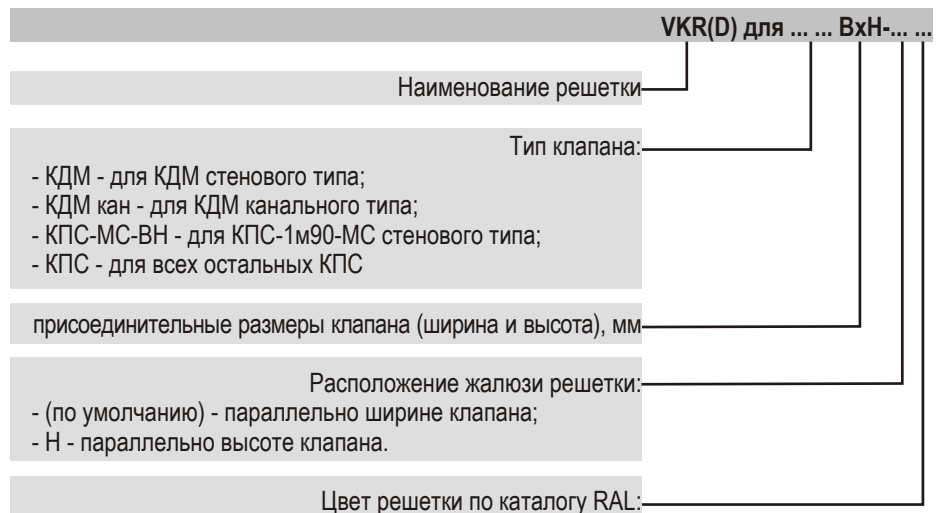 VKR(D) для ... ... BxH-... ...
Наименование решетки
Тип клапана:
- КДМ - для КДМ стенового типа;
- КДМ кан - для КДМ канального типа;
- КПС-МС-ВН - для КПС-1м90-МС стенового типа;
- КПС - для всех остальных КПС
присоединительные размеры клапана (ширина и высота), мм
Расположение жалюзи решетки:
- (по умолчанию) - параллельно ширине клапана;
- Н - параллельно высоте клапана.
Цвет решетки по каталогу RAL: